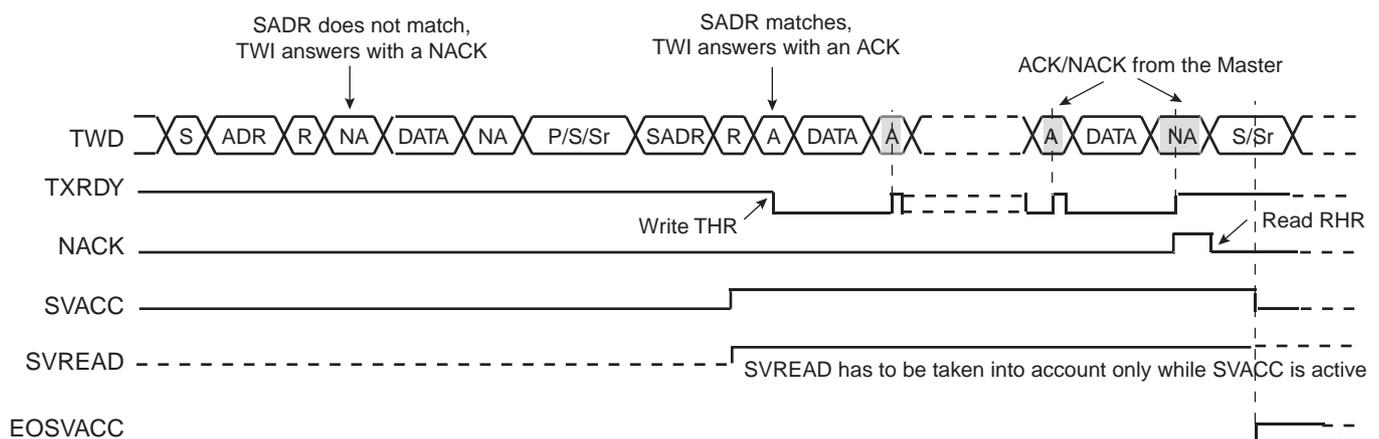 SADR does not match,
TWI answers with a NACK
SADR matches,
TWI answers with an ACK
ACK/NACK from the Master
TWD S ADR R NA DATA NA P/S/Sr SADR R A DATA A A DATA NA S/Sr
TXRDY
Write THR
Read RHR
NACK
SVACC
SVREAD
SVREAD has to be taken into account only while SVACC is active
EOSVACC